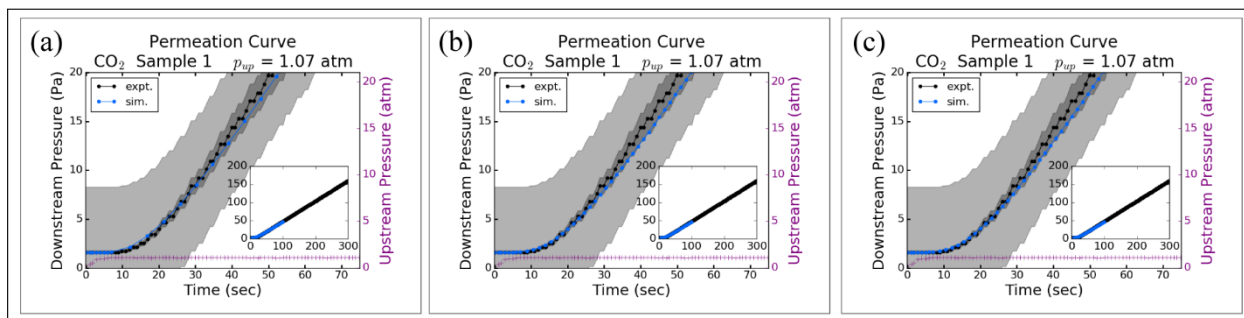 (a)
Permeation Curve
CO₂ Sample 1 p_up = 1.07 atm
expt.
sim.
Downstream Pressure (Pa)
20
15
10
5
0
Upstream Pressure (atm)
20
15
10
5
0
200
150
100
50
0
0 100 200 300
0 10 20 30 40 50 60 70
Time (sec)
(b)
Permeation Curve
CO₂ Sample 1 p_up = 1.07 atm
expt.
sim.
Downstream Pressure (Pa)
20
15
10
5
0
Upstream Pressure (atm)
20
15
10
5
0
200
150
100
50
0
0 100 200 300
0 10 20 30 40 50 60 70
Time (sec)
(c)
Permeation Curve
CO₂ Sample 1 p_up = 1.07 atm
expt.
sim.
Downstream Pressure (Pa)
20
15
10
5
0
Upstream Pressure (atm)
20
15
10
5
0
200
150
100
50
0
0 100 200 300
0 10 20 30 40 50 60 70
Time (sec)